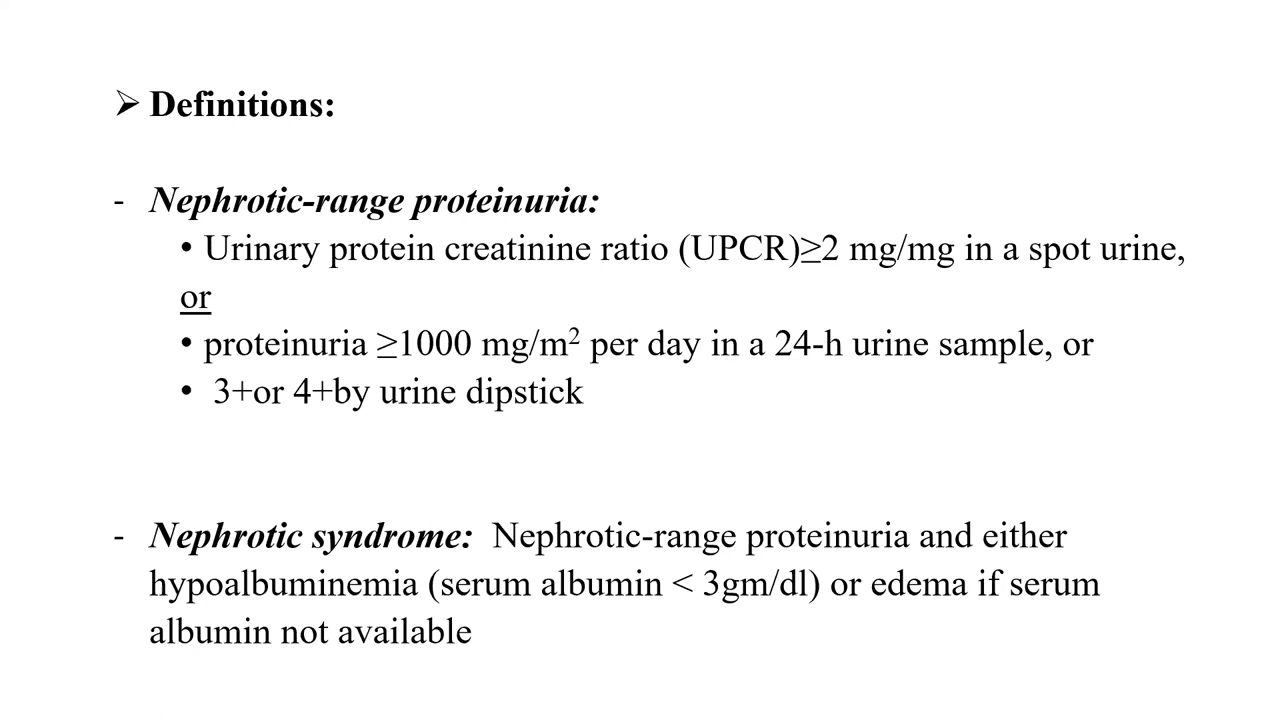 ➢ Definitions:
- Nephrotic-range proteinuria:
• Urinary protein creatinine ratio (UPCR)≥2 mg/mg in a spot urine,
or
• proteinuria ≥1000 mg/m² per day in a 24-h urine sample, or
• 3+or 4+by urine dipstick
- Nephrotic syndrome: Nephrotic-range proteinuria and either
hypoalbuminemia (serum albumin < 3gm/dl) or edema if serum
albumin not available